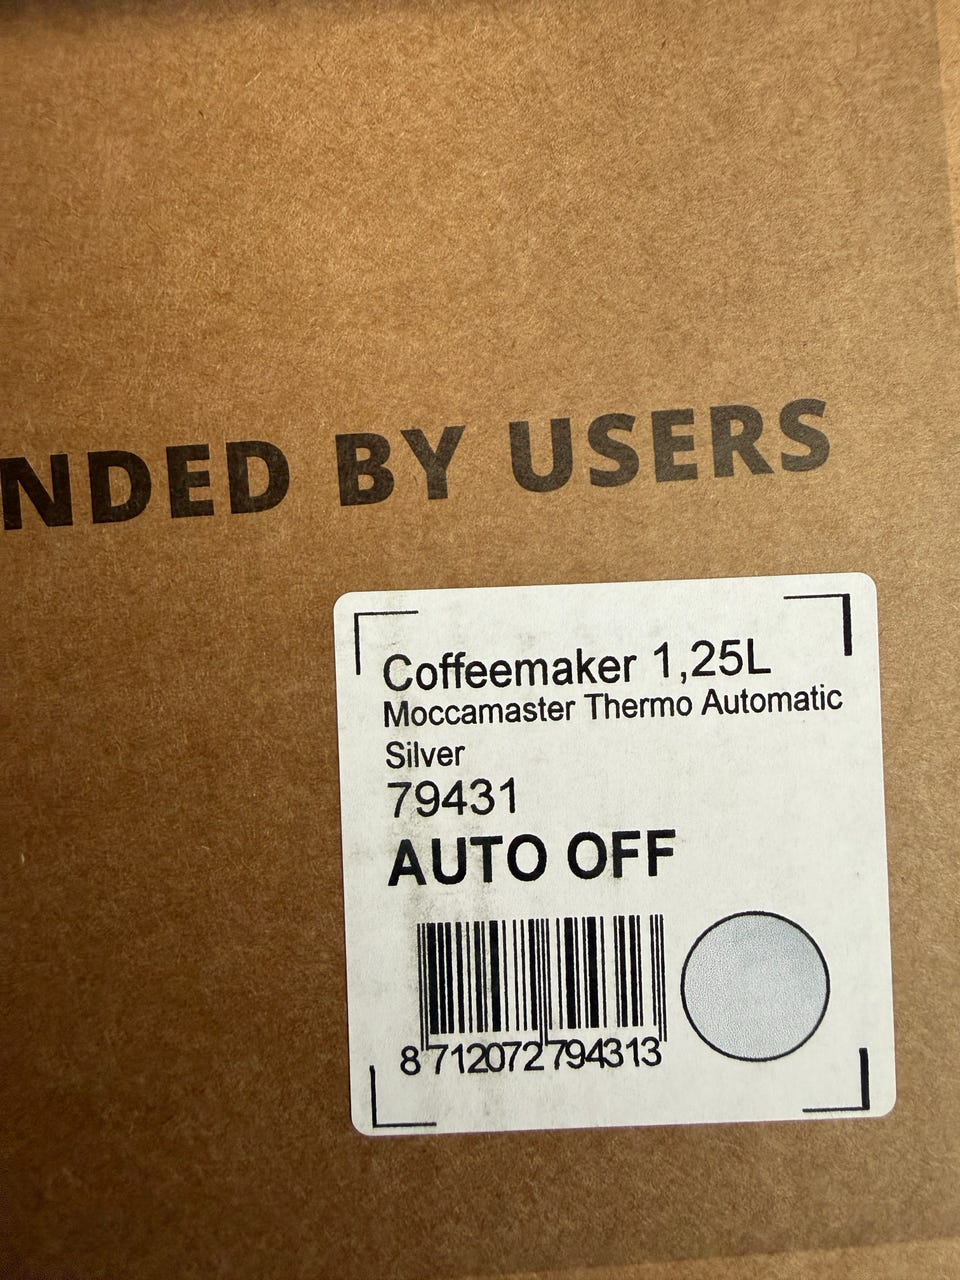 NDED BY USERS
Coffeemaker 1,25L
Moccamaster Thermo Automatic
Silver
79431
AUTO OFF
8 712072 794313